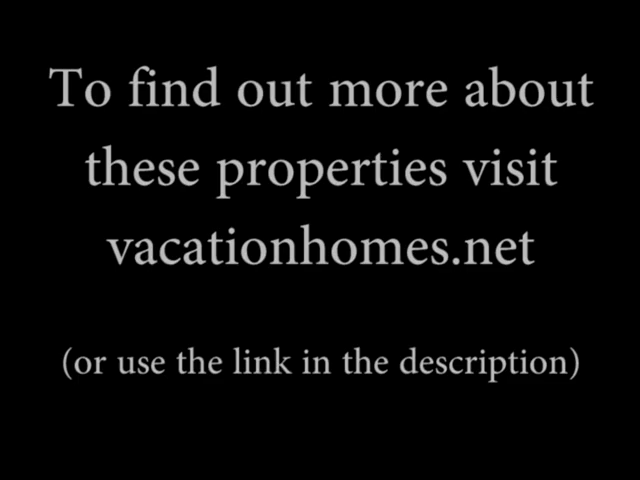 To find out more about
these properties visit
vacationhomes.net
(or use the link in the description)